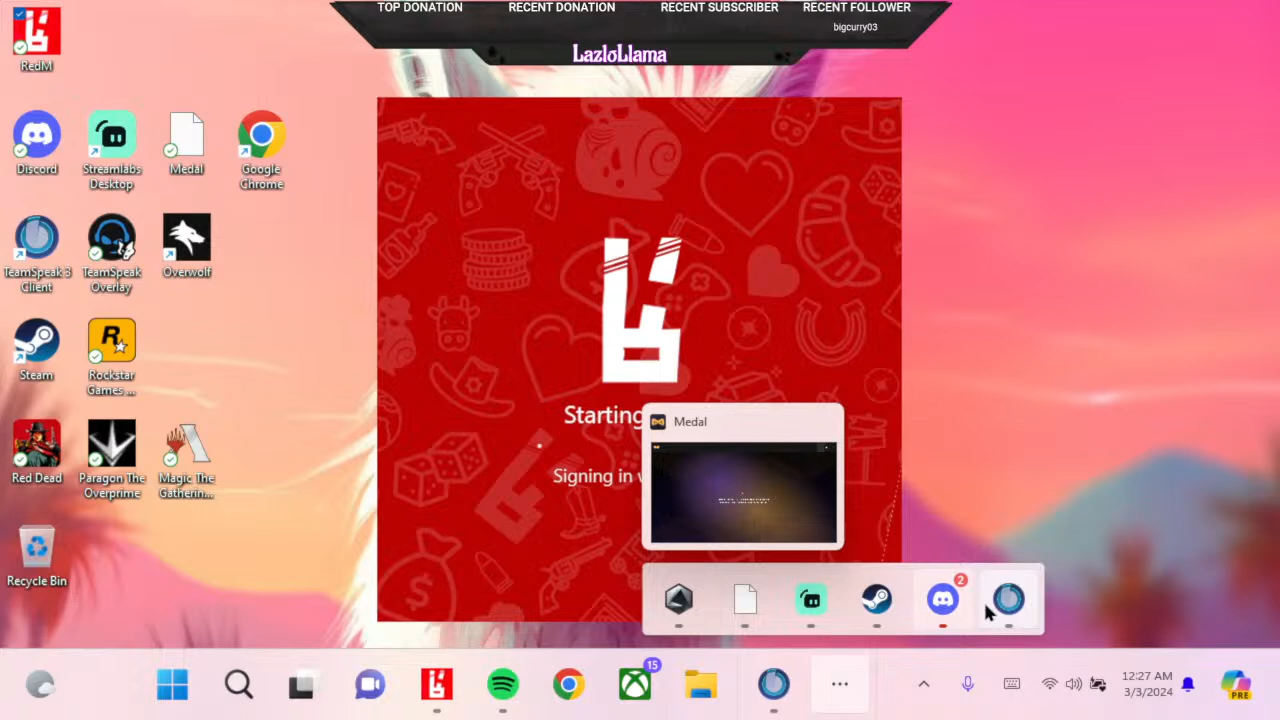 TOP DONATION
RECENT DONATION
RECENT SUBSCRIBER
RECENT FOLLOWER
bigcurry03
LazloLlama
RedM
Discord
Streamlabs
Desktop
Medal
Google
Chrome
TeamSpeak 3
Client
TeamSpeak
Overlay
Overwolf
Steam
Rockstar
Games ...
Red Dead
Paragon The
Overprime
Magic The
Gatherin...
Recycle Bin
Starting
Signing in
Medal
2
15
12:27 AM
3/3/2024
PRE